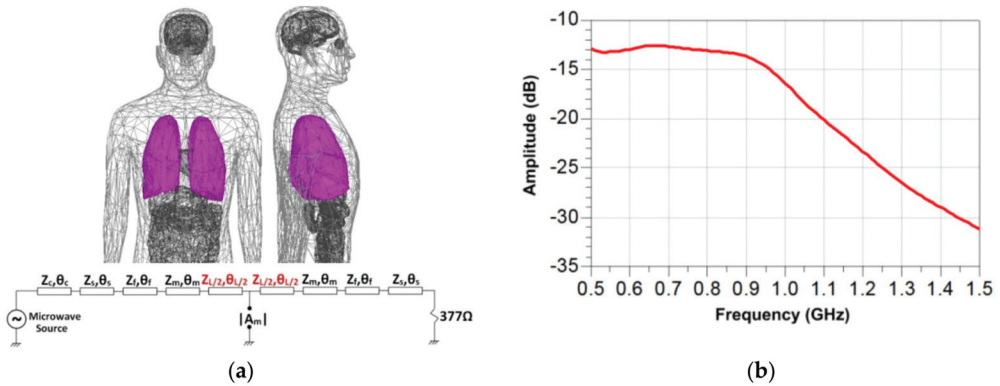 (a)
Zc,θc Zs,θs Zf,θf Zm,θm ZL/2,θL/2 ZL/2,θL/2 Zm,θm Zf,θf Zs,θs
~
Microwave
Source
|Am|
377Ω
(a)
(b)
Amplitude (dB)
-10
-15
-20
-25
-30
-35
0.5 0.6 0.7 0.8 0.9 1.0 1.1 1.2 1.3 1.4 1.5
Frequency (GHz)
(b)